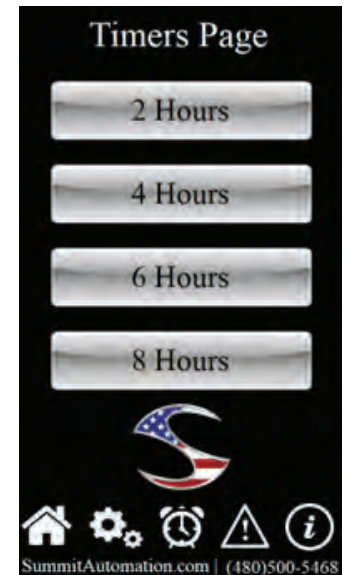 Timers Page
2 Hours
4 Hours
6 Hours
8 Hours
SummitAutomation.com | (480)500-5468